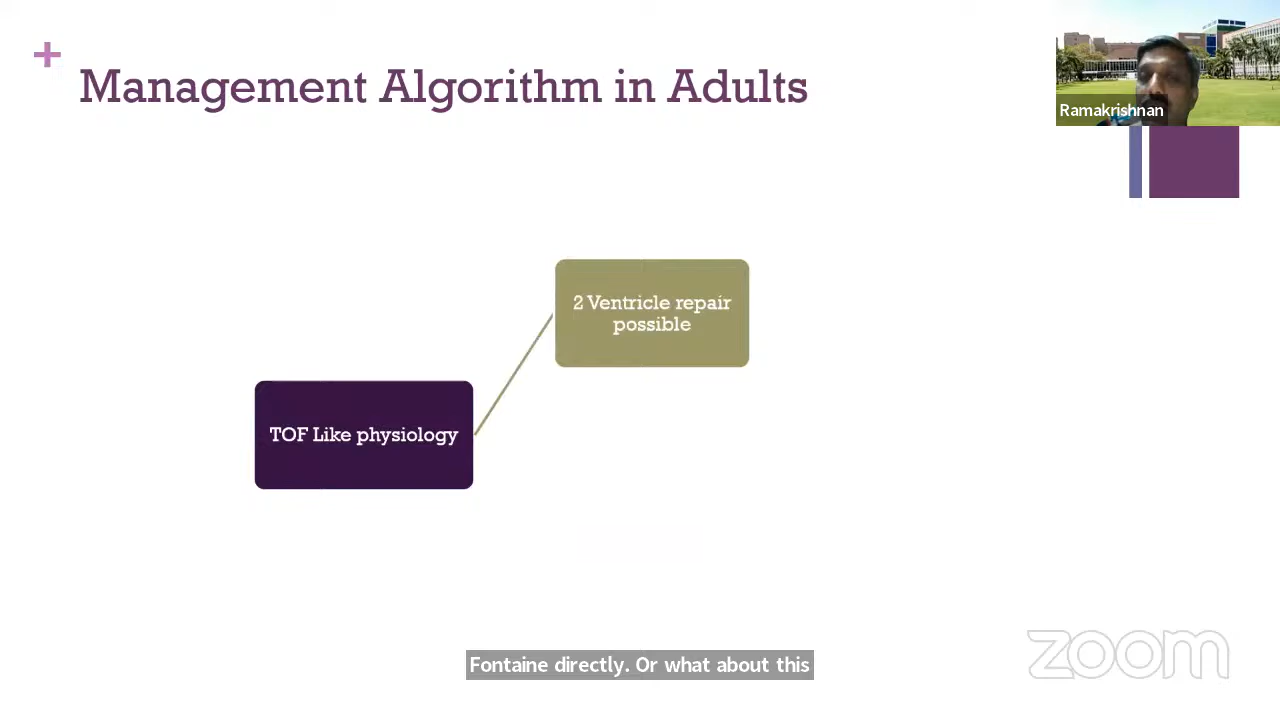 +
Management Algorithm in Adults
Ramakrishnan
2 Ventricle repair
possible
TOF Like physiology
Fontaine directly. Or what about this
zoom